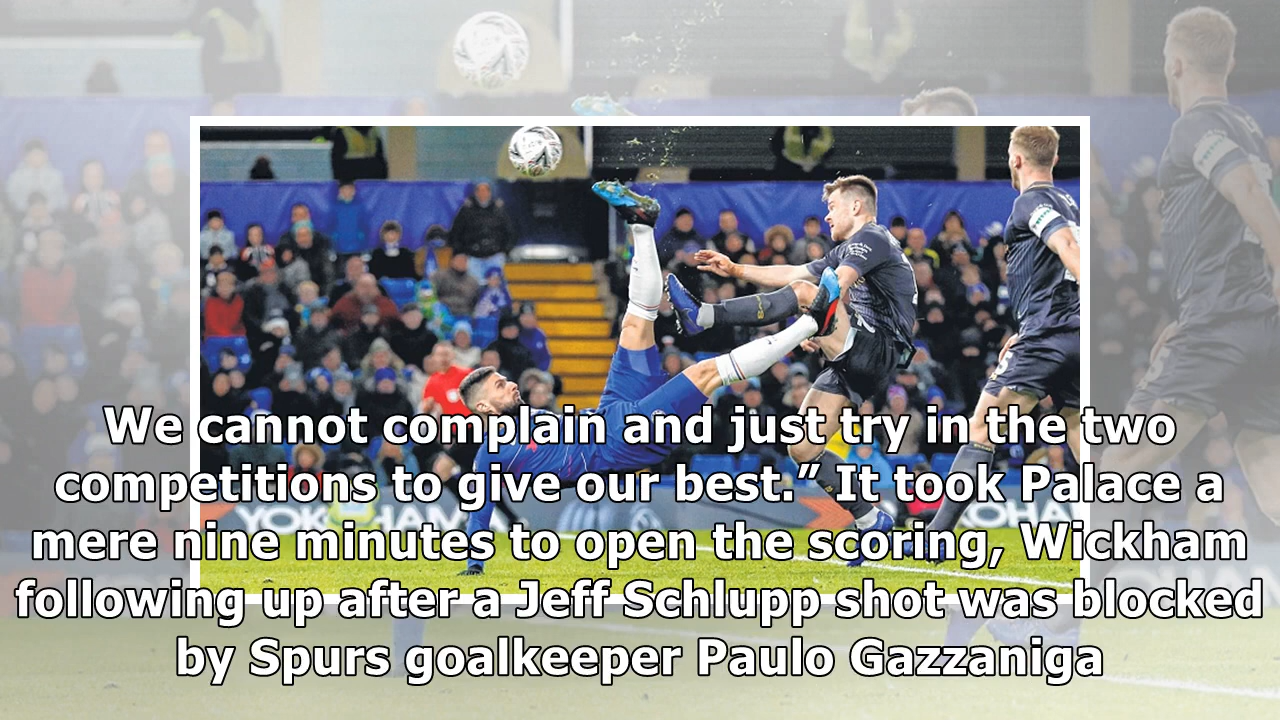 We cannot complain and just try in the two
competitions to give our best.” It took Palace a
mere nine minutes to open the scoring, Wickham
following up after a Jeff Schlupp shot was blocked
by Spurs goalkeeper Paulo Gazzaniga
YOKOHAMA